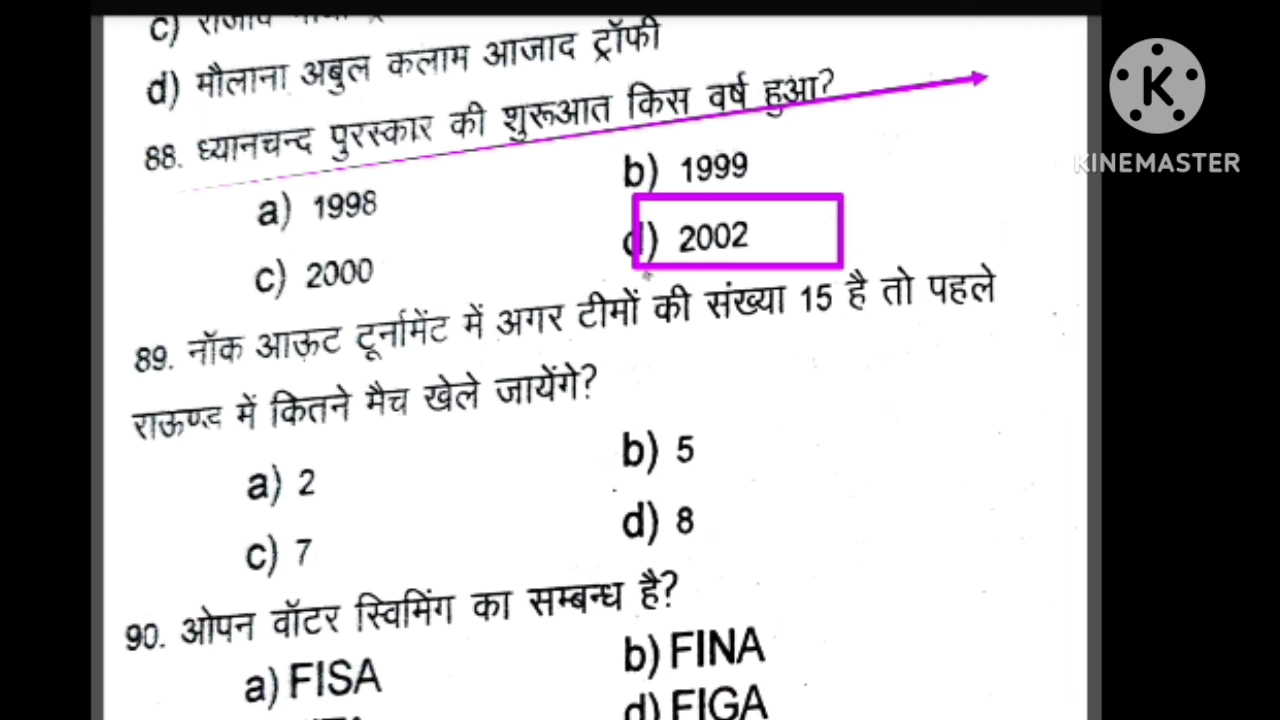 c)
d) मौलाना अबुल कलाम आजाद ट्रॉफी
88. ध्यानचन्द पुरस्कार की शुरूआत किस वर्ष हुआ?
a) 1998 b) 1999
c) 2000 d) 2002
89. नॉक आऊट टूर्नामेंट में अगर टीमों की संख्या 15 है तो पहले
राऊण्ड में कितने मैच खेले जायेंगे?
a) 2 b) 5
c) 7 d) 8
90. ओपन वॉटर स्विमिंग का सम्बन्ध है?
a) FISA b) FINA
d) FIGA
KINEMASTER